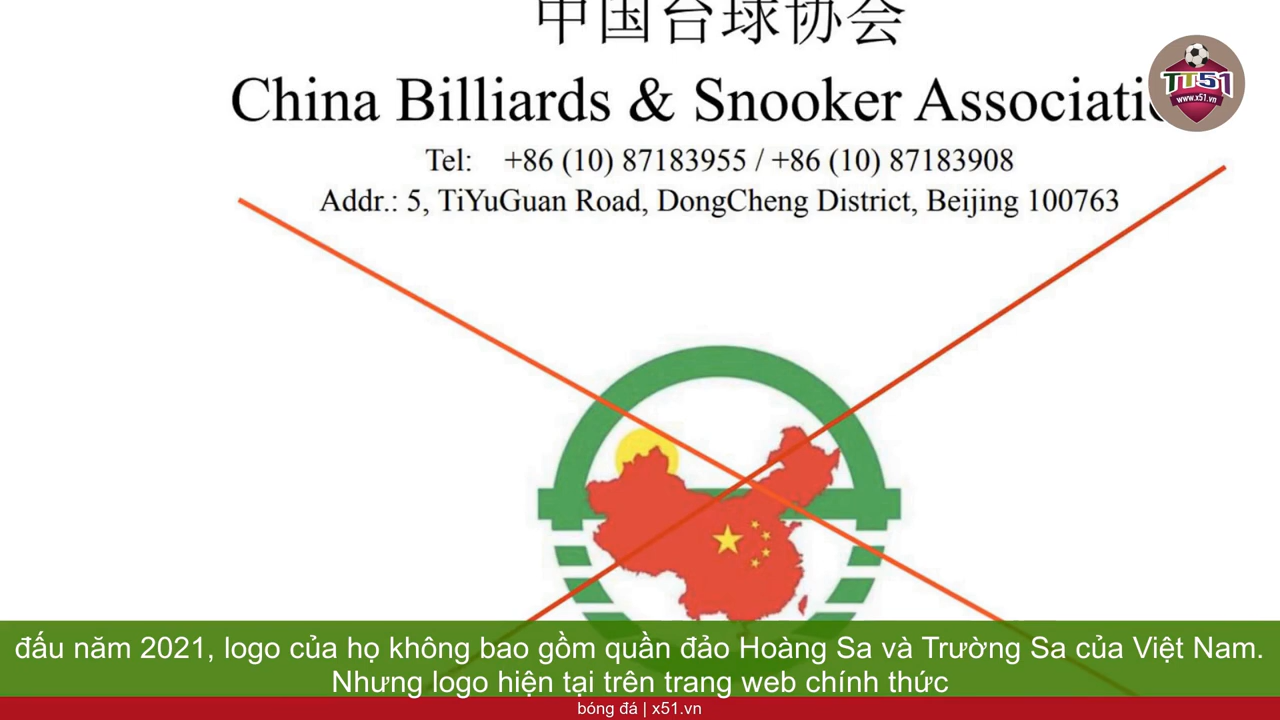 中国台球协会
China Billiards & Snooker Associatio
TT51
www.x51.vn
Tel: +86 (10) 87183955 / +86 (10) 87183908
Addr.: 5, TiYuGuan Road, DongCheng District, Beijing 100763
đấu năm 2021, logo của họ không bao gồm quần đảo Hoàng Sa và Trường Sa của Việt Nam.
Nhưng logo hiện tại trên trang web chính thức
bóng đá | x51.vn